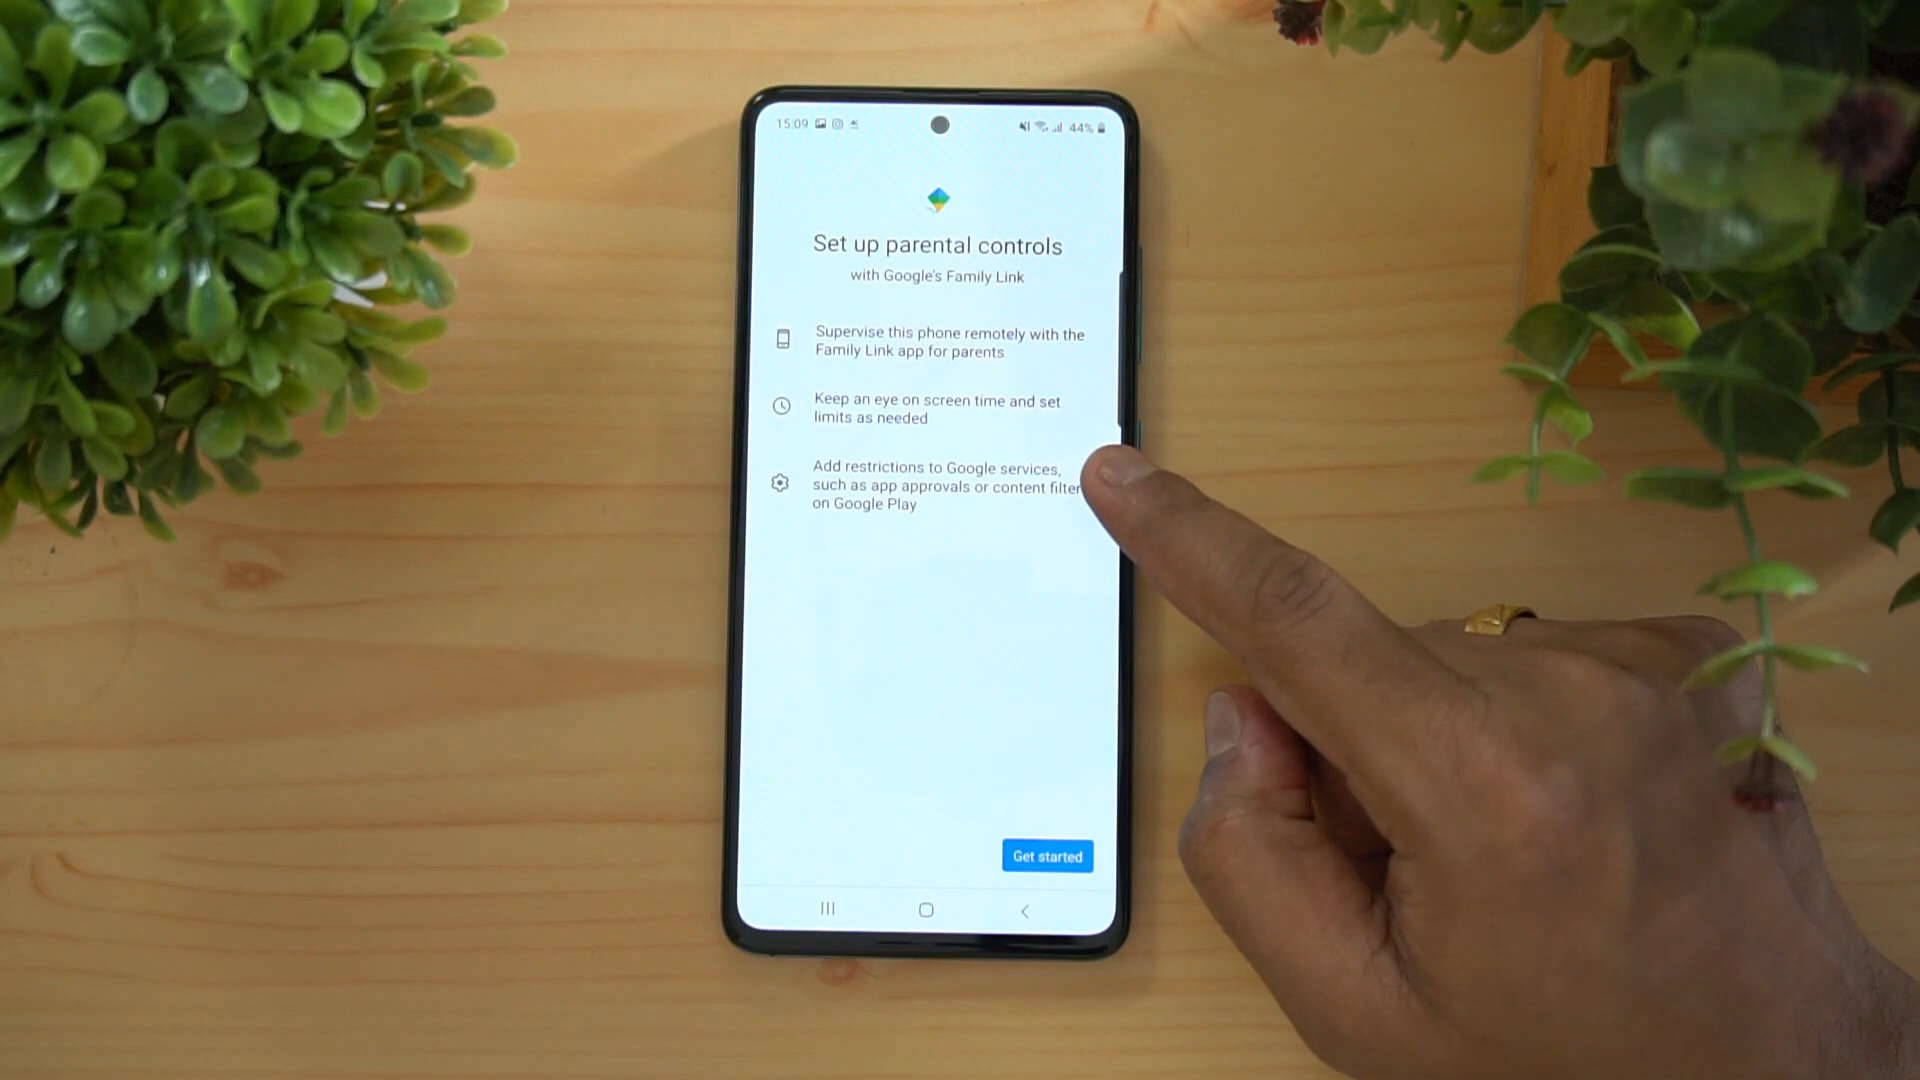 15:09
44%
Set up parental controls
with Google's Family Link
Supervise this phone remotely with the
Family Link app for parents
Keep an eye on screen time and set
limits as needed
Add restrictions to Google services,
such as app approvals or content filter
on Google Play
Get started